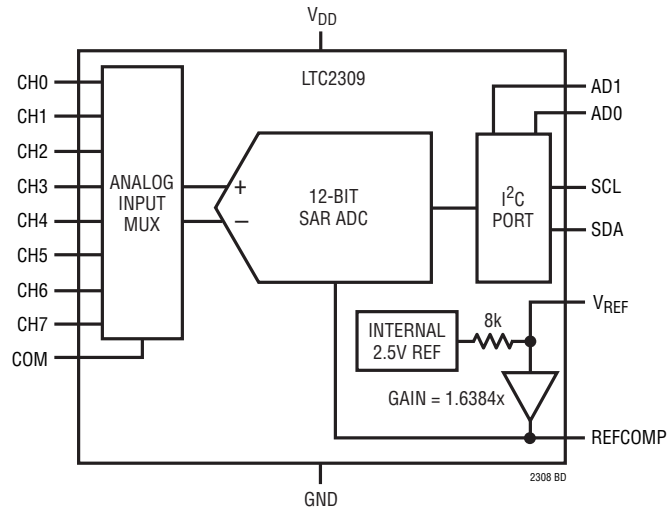 VDD
LTC2309
CH0
CH1
CH2
CH3
CH4
CH5
CH6
CH7
COM
ANALOG
INPUT
MUX
+
–
12-BIT
SAR ADC
I2C
PORT
AD1
AD0
SCL
SDA
VREF
INTERNAL
2.5V REF
8k
GAIN = 1.6384x
REFCOMP
2308 BD
GND